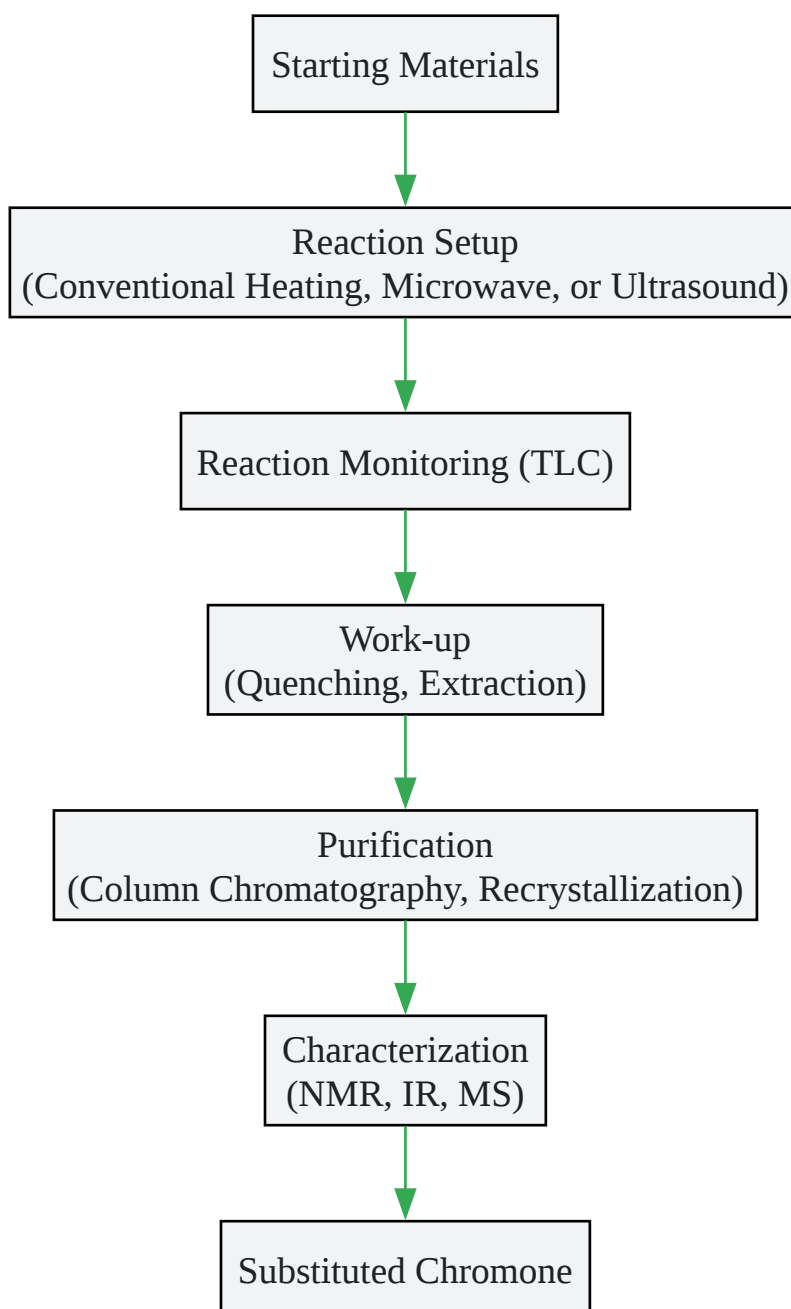 Starting Materials
Reaction Setup
(Conventional Heating, Microwave, or Ultrasound)
Reaction Monitoring (TLC)
Work-up
(Quenching, Extraction)
Purification
(Column Chromatography, Recrystallization)
Characterization
(NMR, IR, MS)
Substituted Chromone